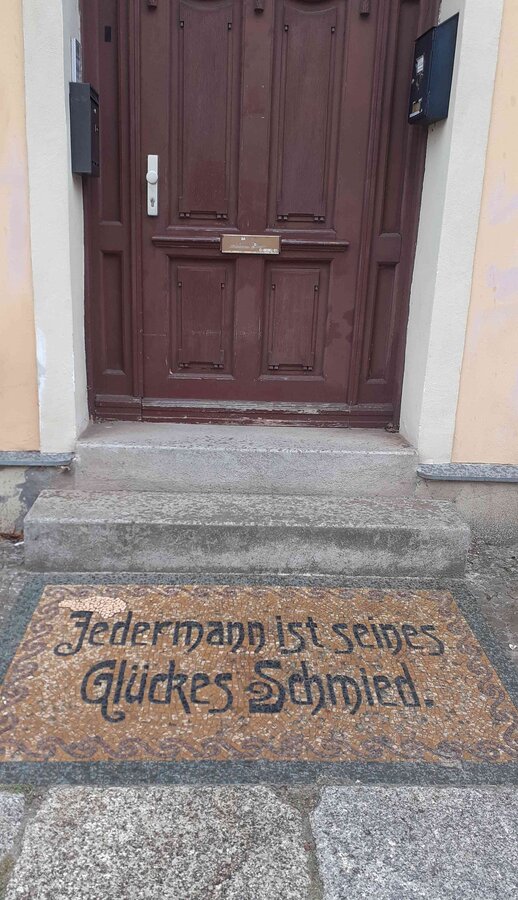 Jedermann ist seines
Glückes Schmied.